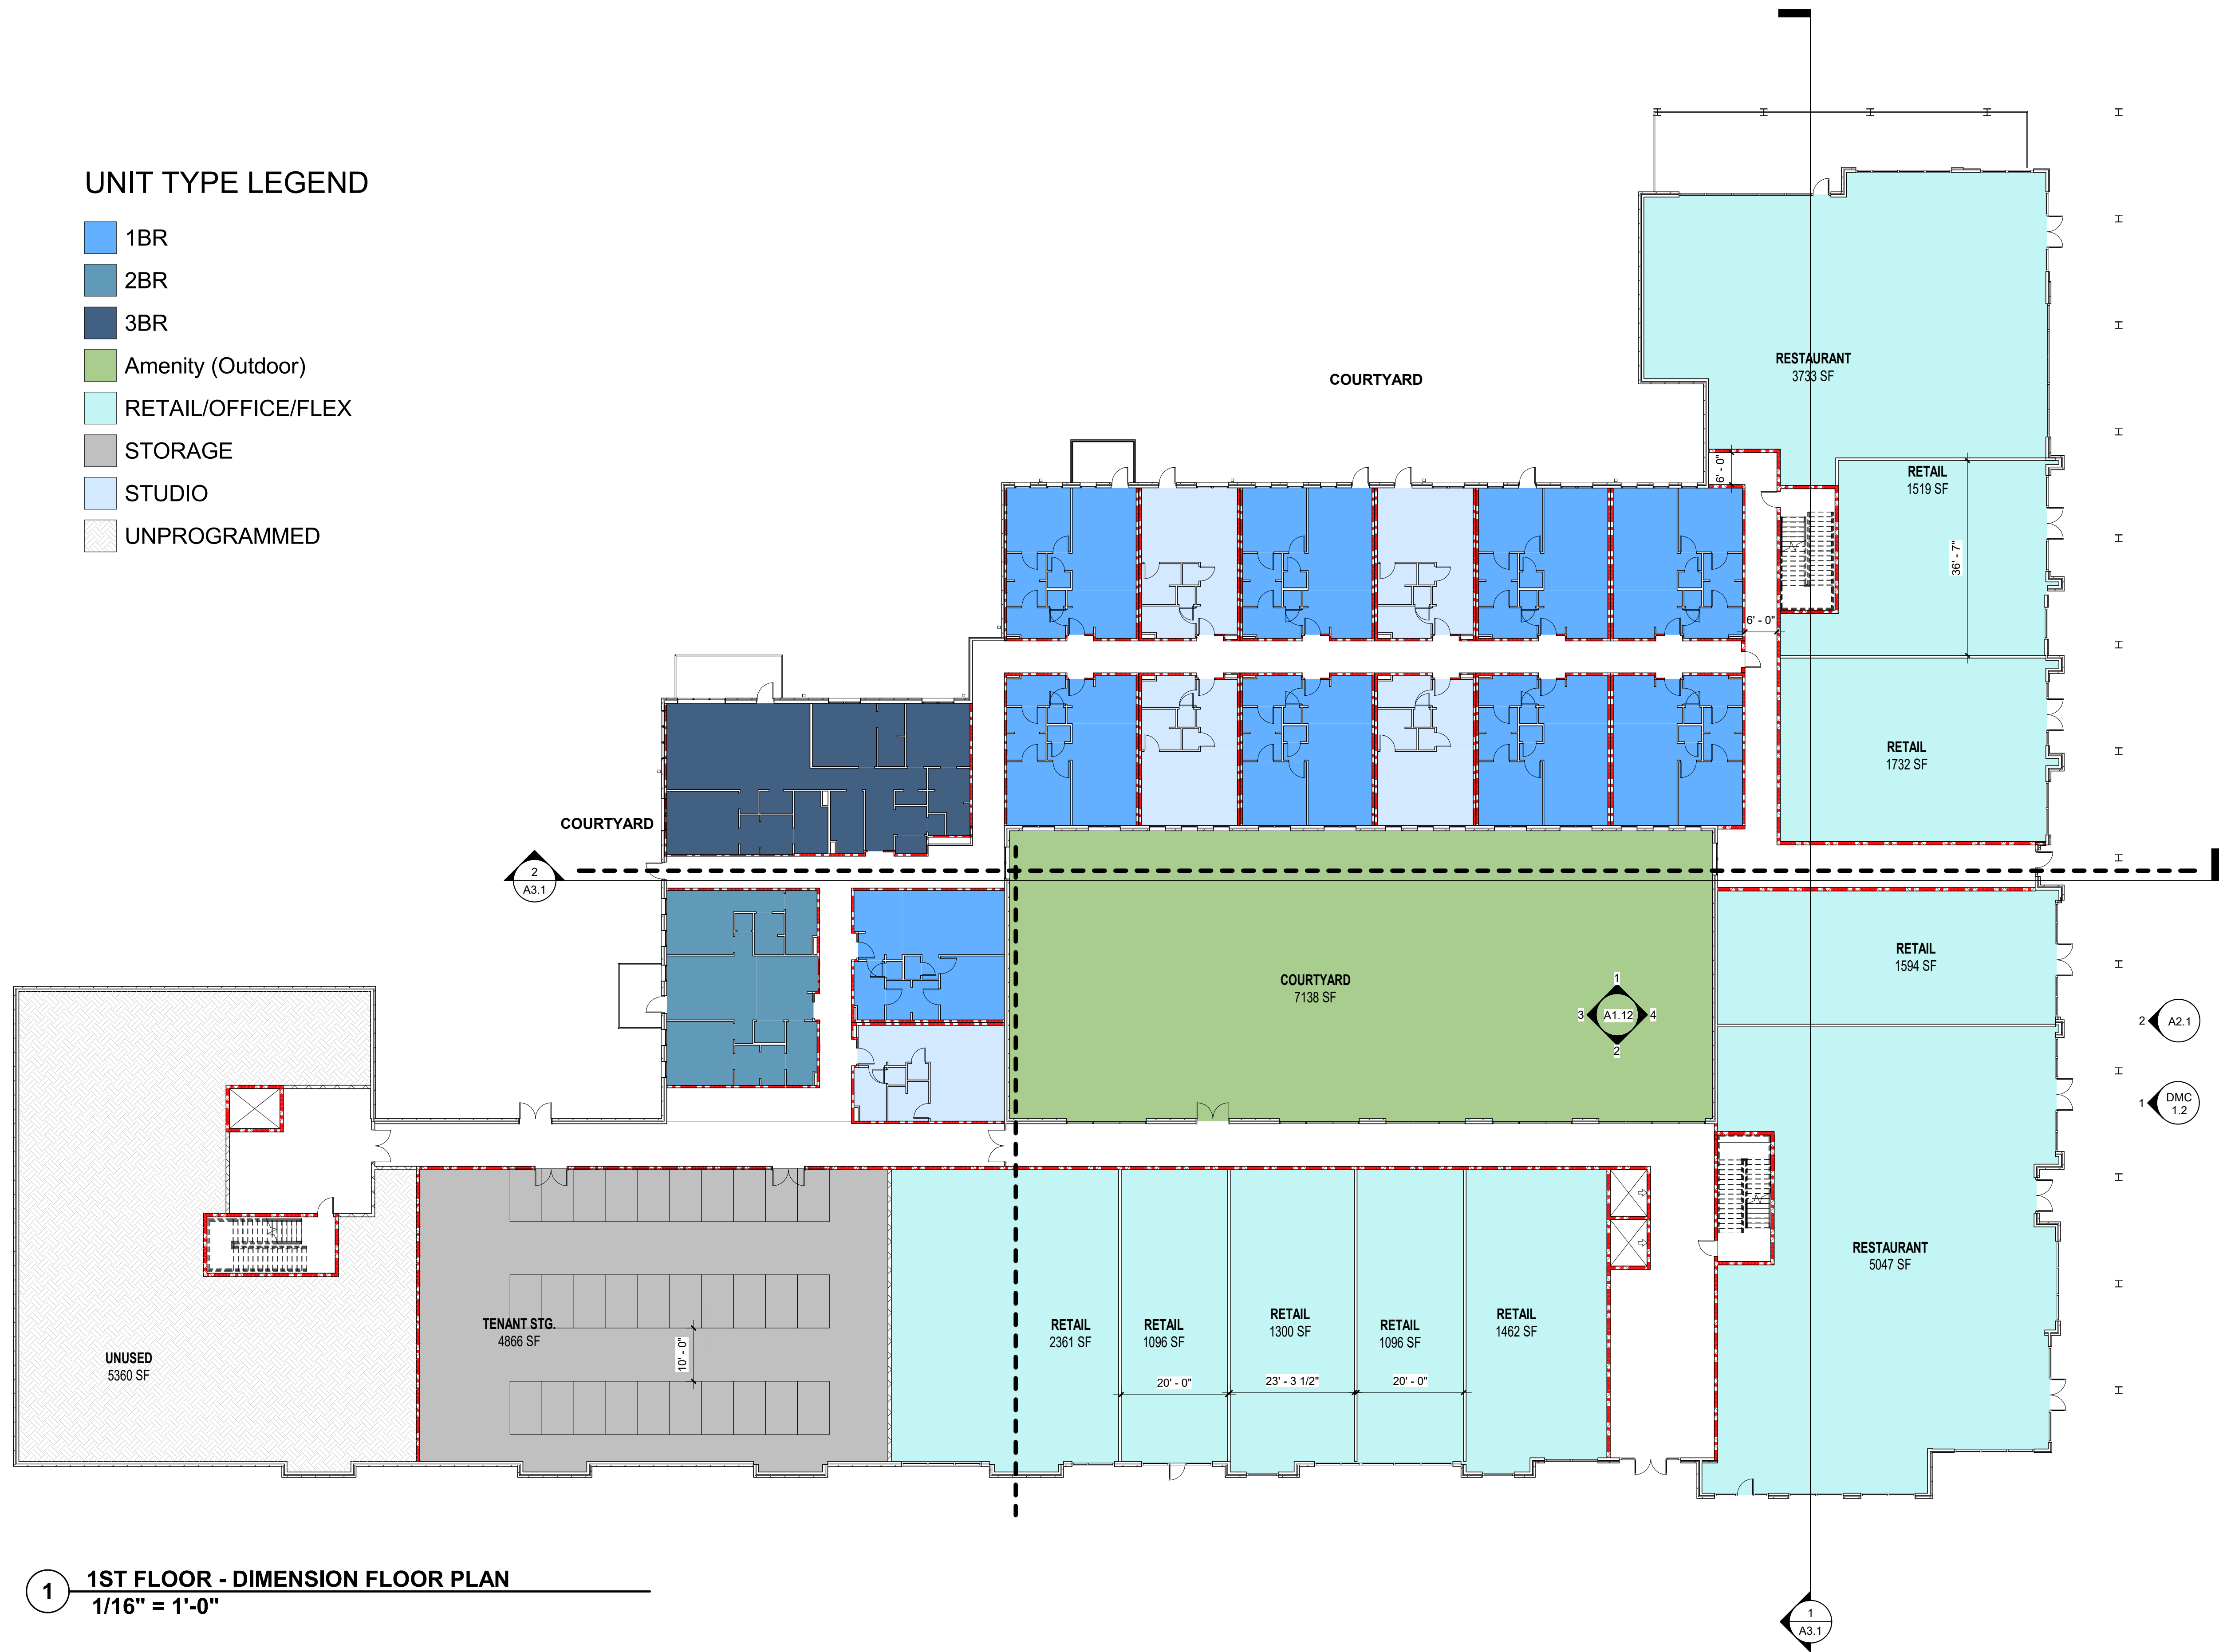 UNIT TYPE LEGEND
1BR
2BR
3BR
Amenity (Outdoor)
RETAIL/OFFICE/FLEX
STORAGE
STUDIO
UNPROGRAMMED
COURTYARD
RESTAURANT
3733 SF
6' - 0"
RETAIL
1519 SF
36' - 7"
6' - 0"
RETAIL
1732 SF
COURTYARD
2
A3.1
RETAIL
1594 SF
COURTYARD
7138 SF
1
3
A1.12
4
2
2
A2.1
1
DMC
1.2
RESTAURANT
5047 SF
TENANT STG.
4866 SF
10' - 0"
RETAIL
2361 SF
RETAIL
1096 SF
RETAIL
1300 SF
RETAIL
1096 SF
RETAIL
1462 SF
UNUSED
5360 SF
20' - 0"
23' - 3 1/2"
20' - 0"
1
1ST FLOOR - DIMENSION FLOOR PLAN
1/16" = 1'-0"
1
A3.1